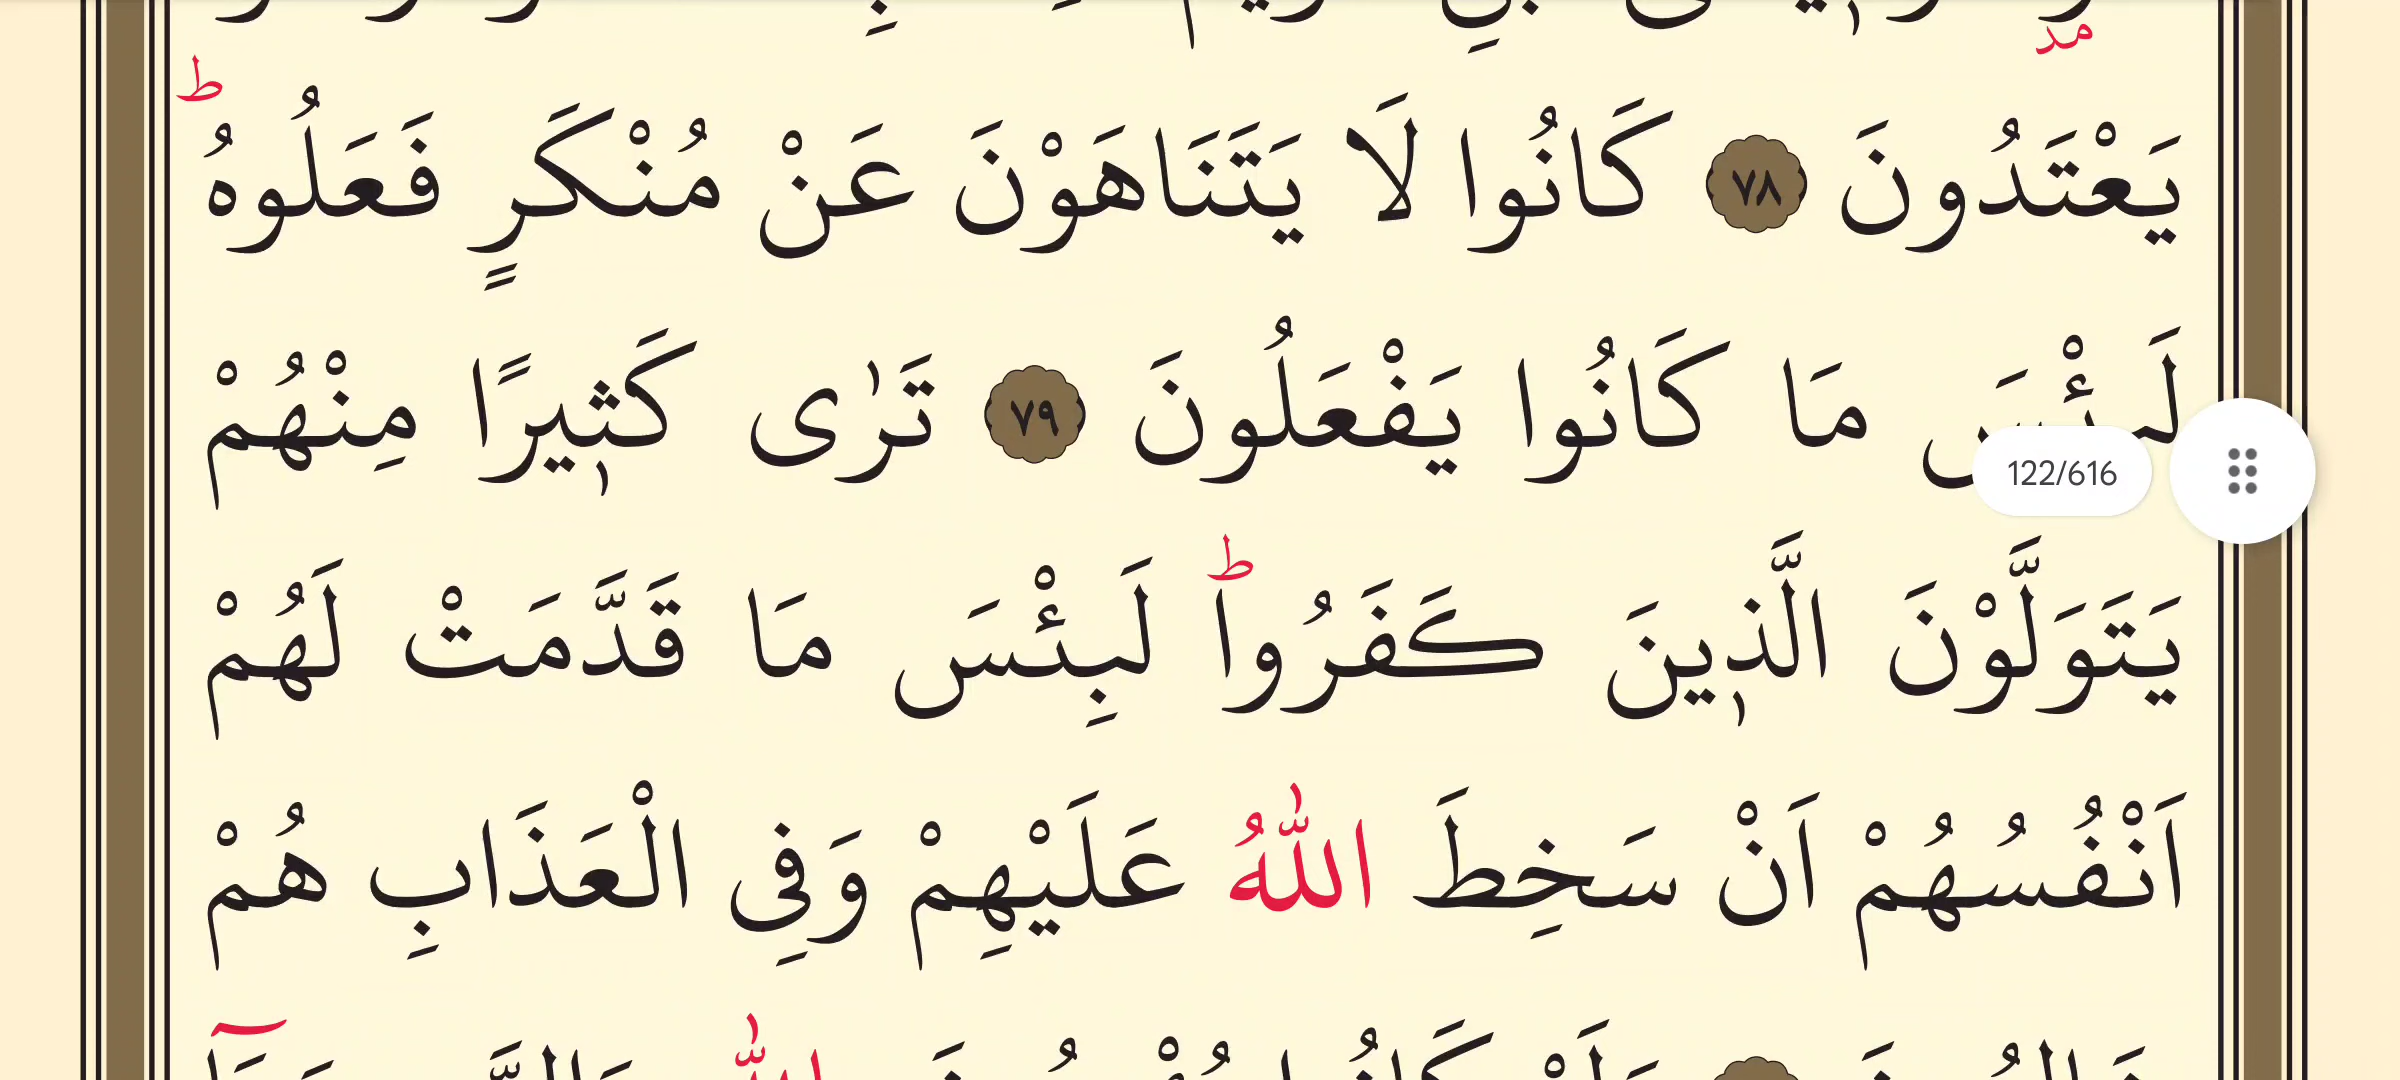 يَعْتَدُونَ ﴿٧٨﴾ كَانُوا لَا يَتَنَاهَوْنَ عَنْ مُنْكَرٍ فَعَلُوهُ ۜط
مَا كَانُوا يَفْعَلُونَ ﴿٧٩﴾ تَرٰى كَثٖيرًا مِنْهُمْ
122/616
يَتَوَلَّوْنَ الَّذٖينَ كَفَرُوا ط لَبِئْسَ مَا قَدَّمَتْ لَهُمْ
اَنْفُسُهُمْ اَنْ سَخِطَ اللّٰهُ عَلَيْهِمْ وَفِى الْعَذَابِ هُمْ